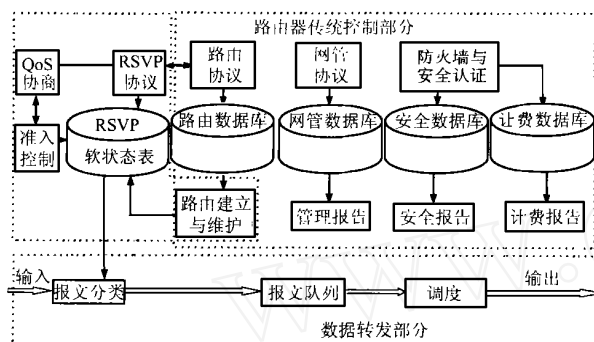 路由器传统控制部分
QoS
协商
RSVP
协议
路由
协议
网管
协议
防火墙与
安全认证
准入
控制
RSVP
软状态表
路由数据库
网管数据库
安全数据库
计费数据库
路由建立
与维护
管理报告
安全报告
计费报告
输入
报文分类
报文队列
调度
输出
数据转发部分